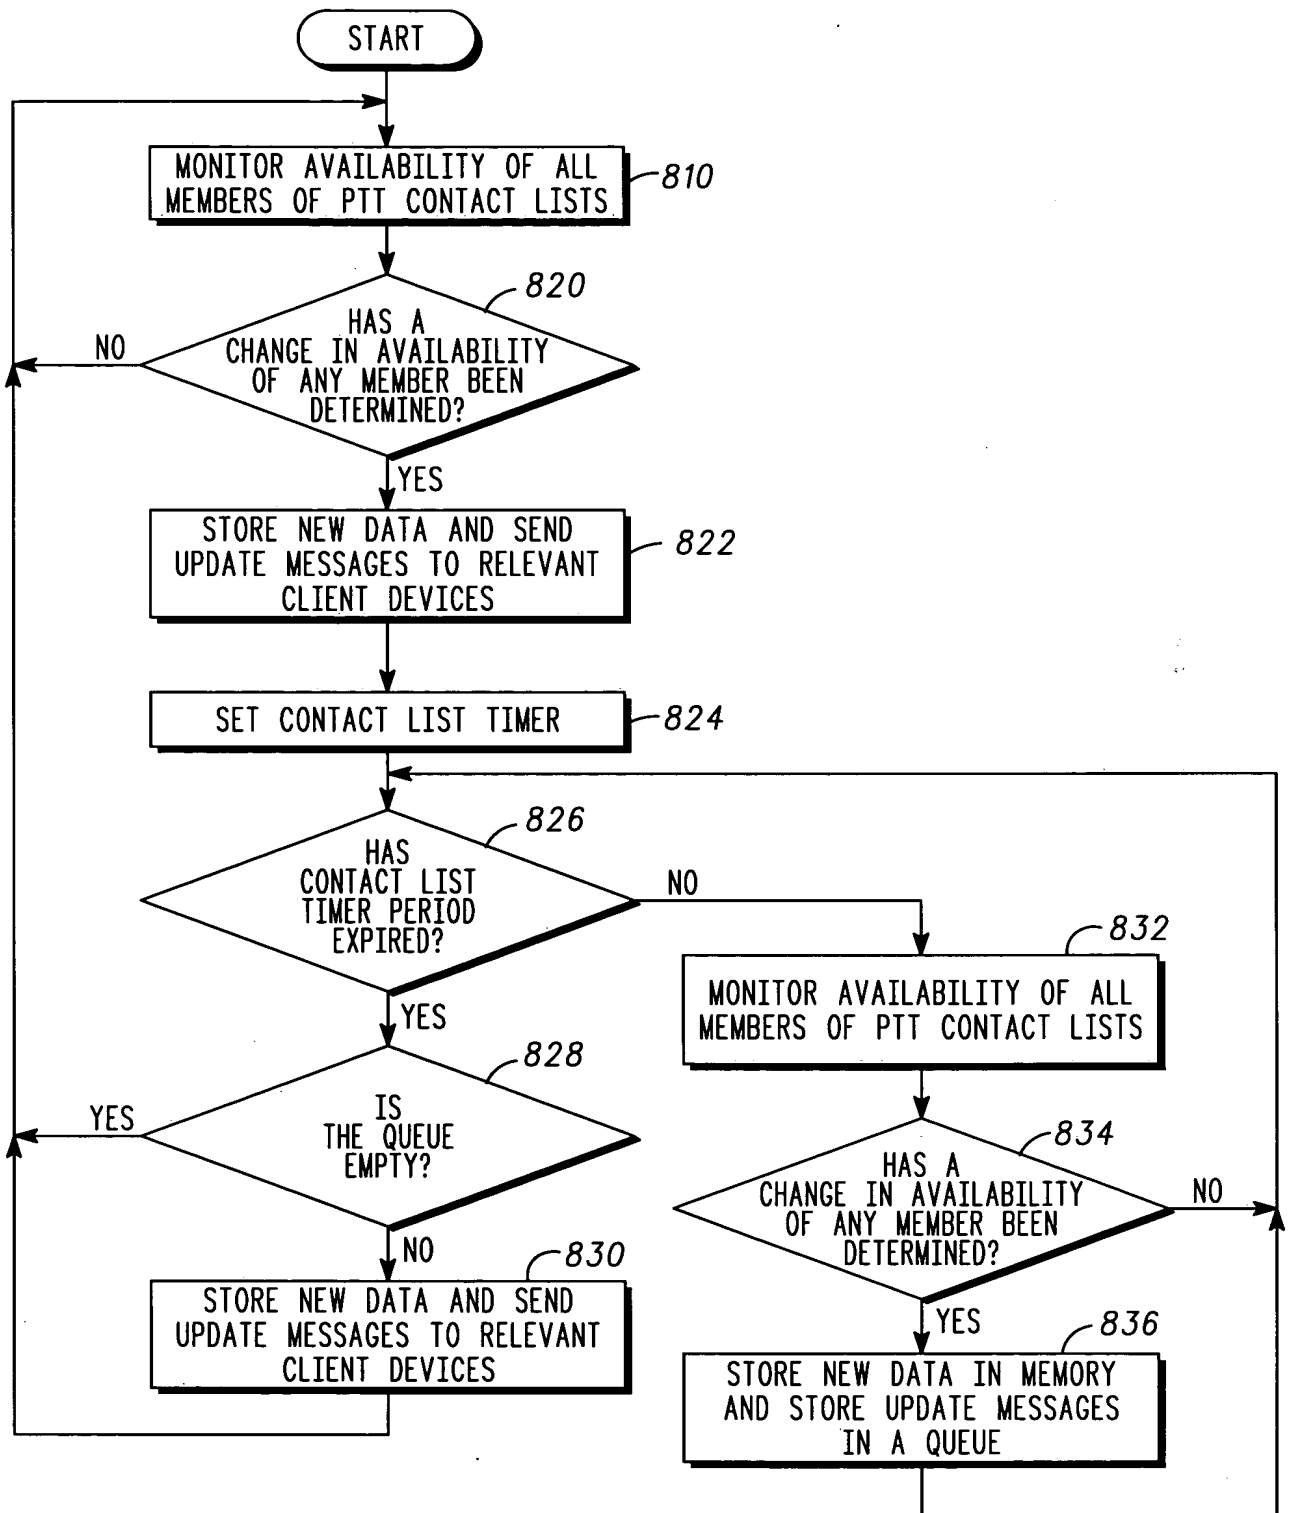 START
MONITOR AVAILABILITY OF ALL
MEMBERS OF PTT CONTACT LISTS
810
820
HAS A
CHANGE IN AVAILABILITY
OF ANY MEMBER BEEN
DETERMINED?
NO
YES
STORE NEW DATA AND SEND
UPDATE MESSAGES TO RELEVANT
CLIENT DEVICES
822
SET CONTACT LIST TIMER
824
826
HAS
CONTACT LIST
TIMER PERIOD
EXPIRED?
NO
YES
832
MONITOR AVAILABILITY OF ALL
MEMBERS OF PTT CONTACT LISTS
828
IS
THE QUEUE
EMPTY?
YES
NO
834
HAS A
CHANGE IN AVAILABILITY
OF ANY MEMBER BEEN
DETERMINED?
NO
YES
830
STORE NEW DATA AND SEND
UPDATE MESSAGES TO RELEVANT
CLIENT DEVICES
836
STORE NEW DATA IN MEMORY
AND STORE UPDATE MESSAGES
IN A QUEUE